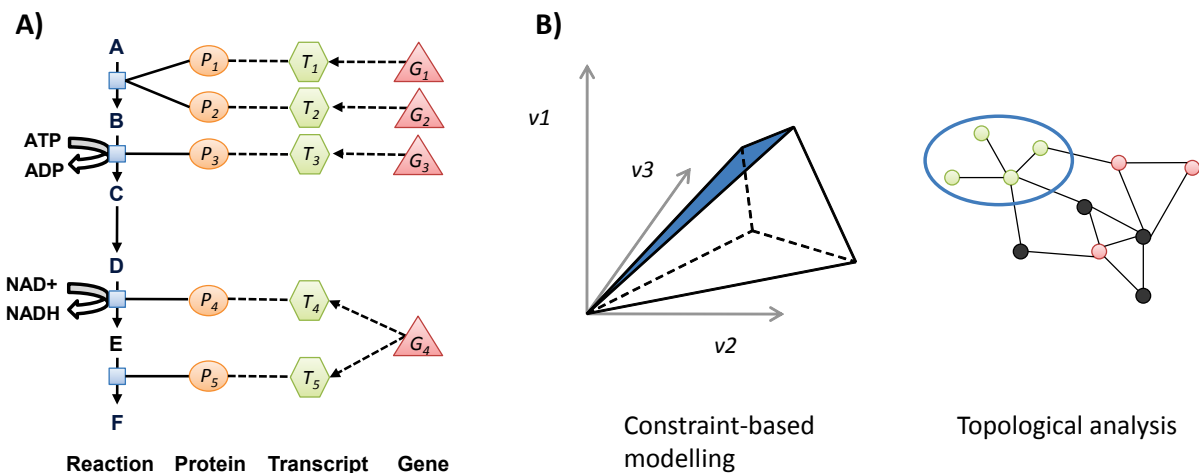 A)
A
P1
T1
G1
P2
T2
G2
B
ATP
ADP
P3
T3
G3
C
D
NAD+
NADH
P4
T4
G4
E
P5
T5
F
Reaction Protein Transcript Gene
B)
v1
v3
v2
Constraint-based
modelling
Topological analysis